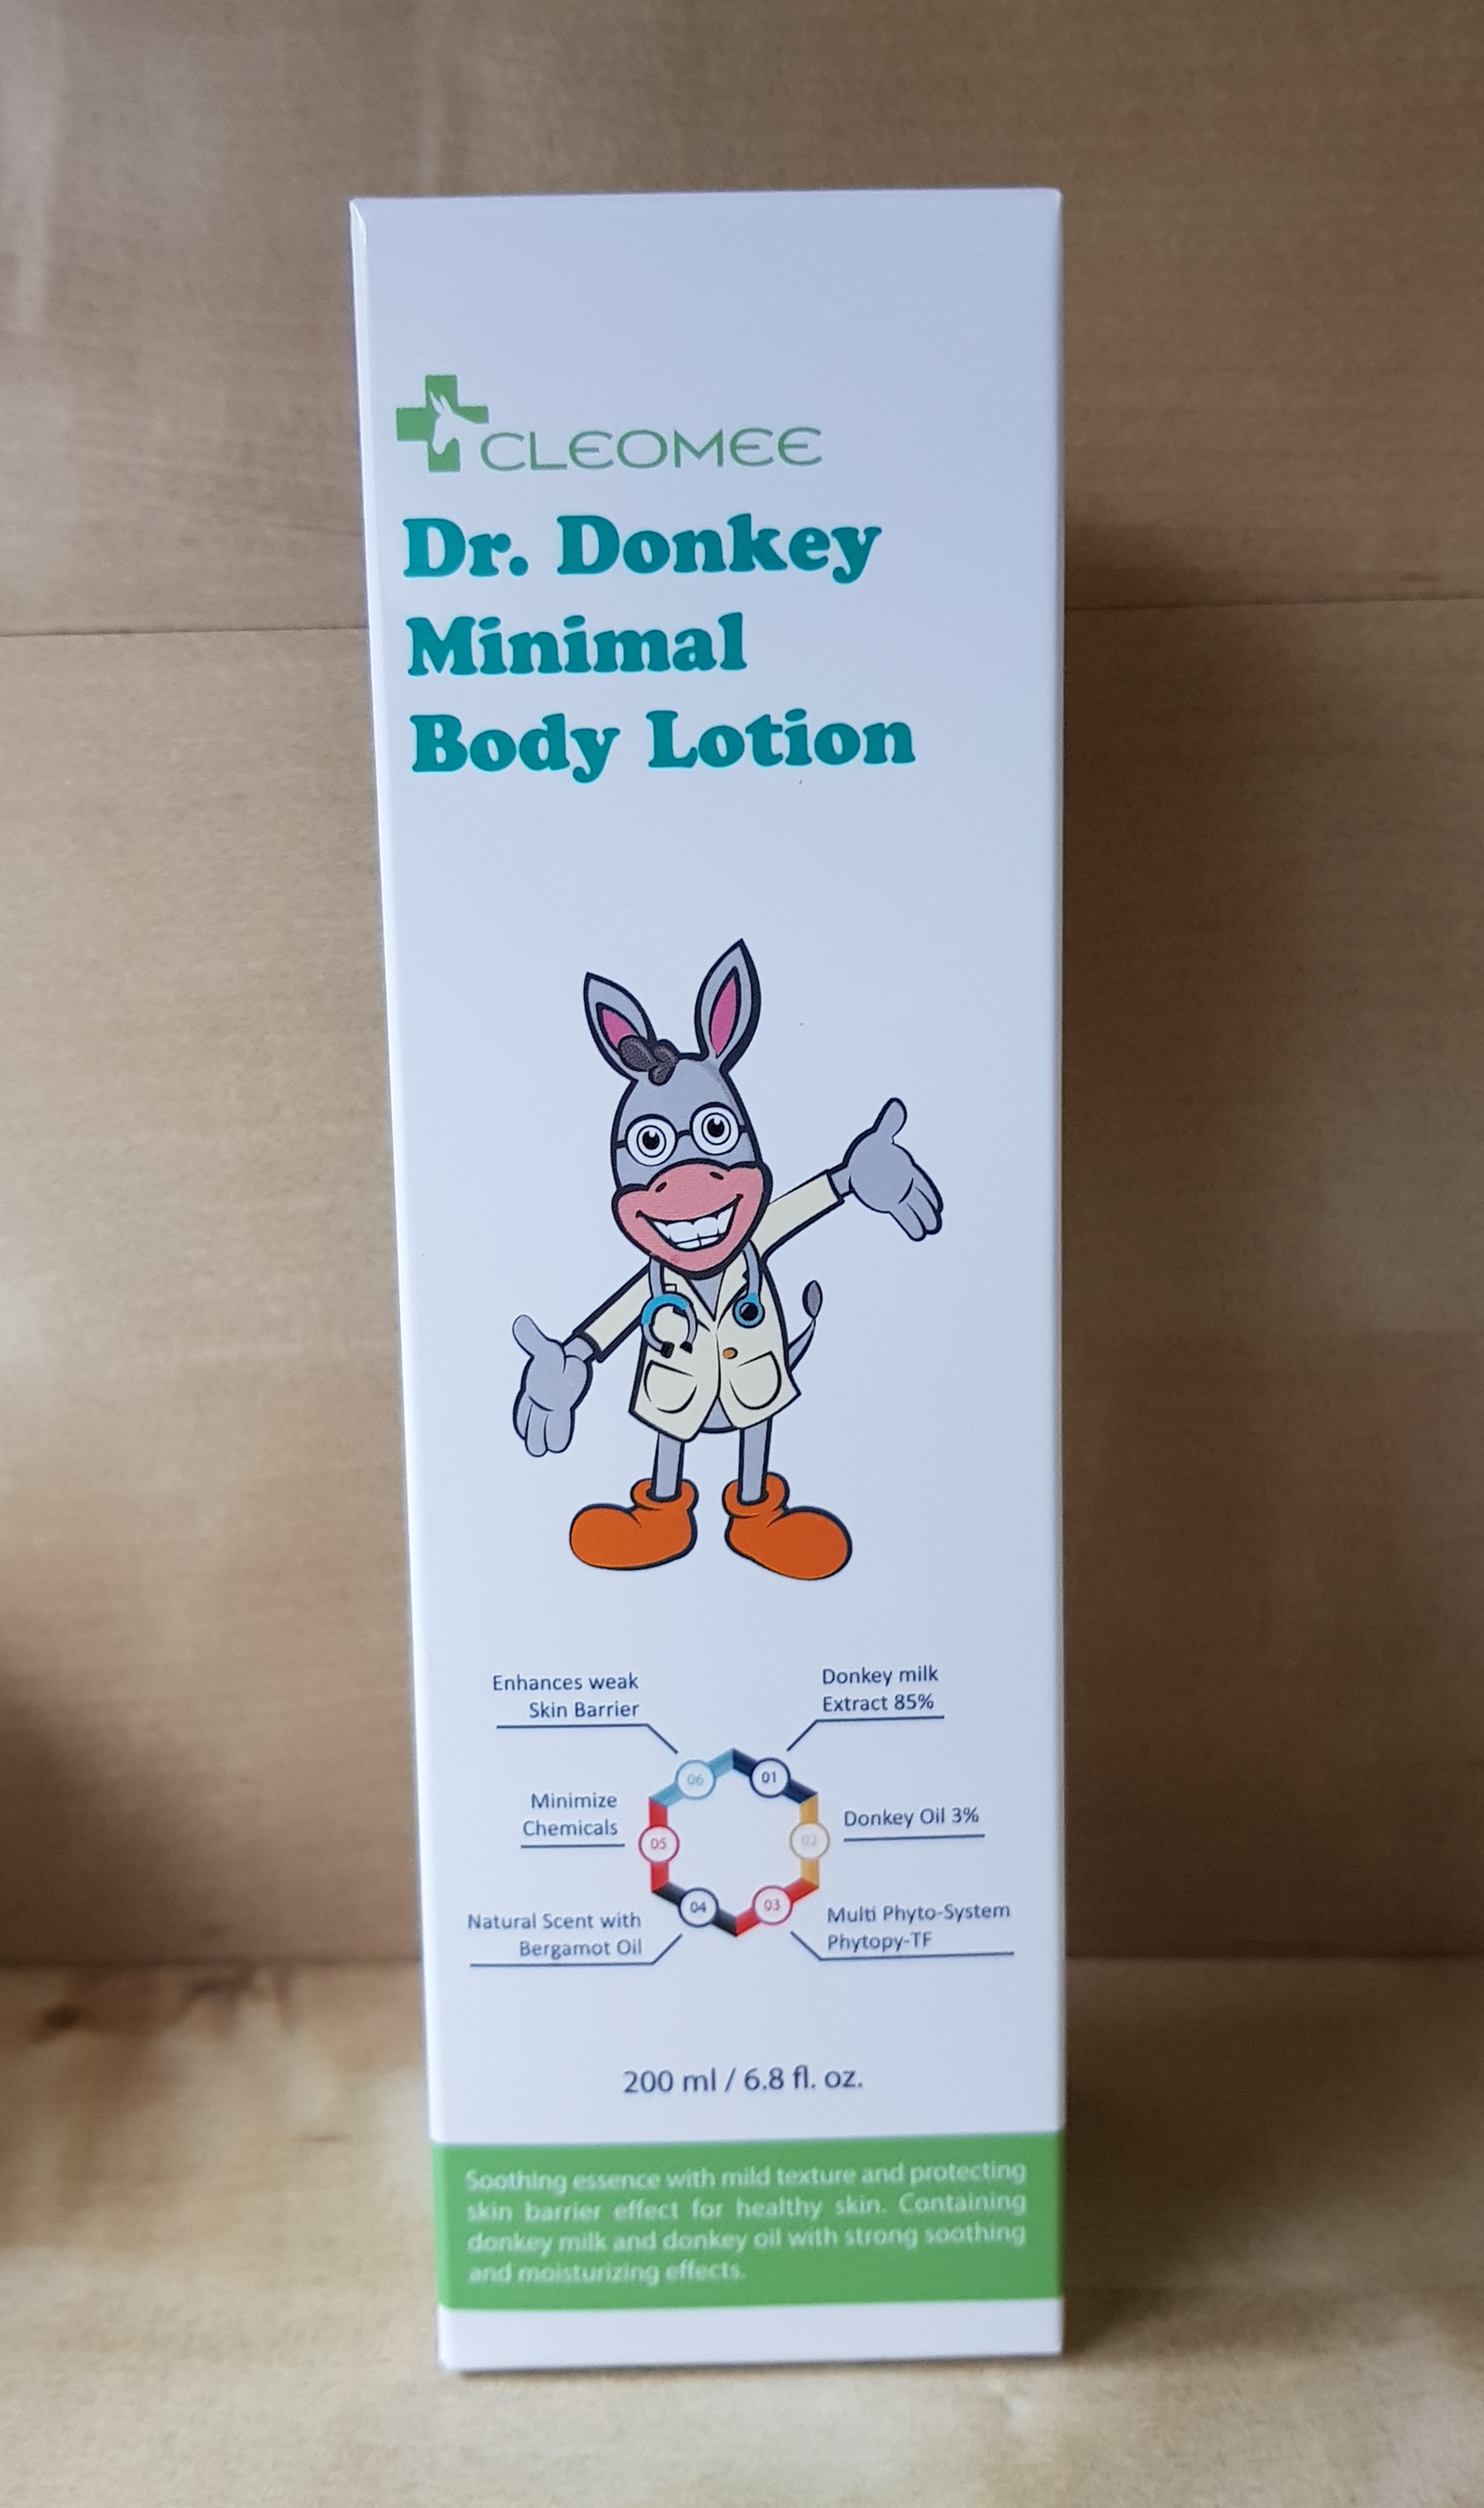 CLEOMEE
Dr. Donkey
Minimal
Body Lotion
Enhances weak
Skin Barrier
Donkey milk
Extract 85%
06
01
Minimize
Chemicals
05
02
Donkey Oil 3%
Natural Scent with
Bergamot Oil
04
03
Multi Phyto-System
Phytopy-TF
200 ml / 6.8 fl. oz.
Soothing essence with mild texture and protecting
skin barrier effect for healthy skin. Containing
donkey milk and donkey oil with strong soothing
and moisturizing effects.